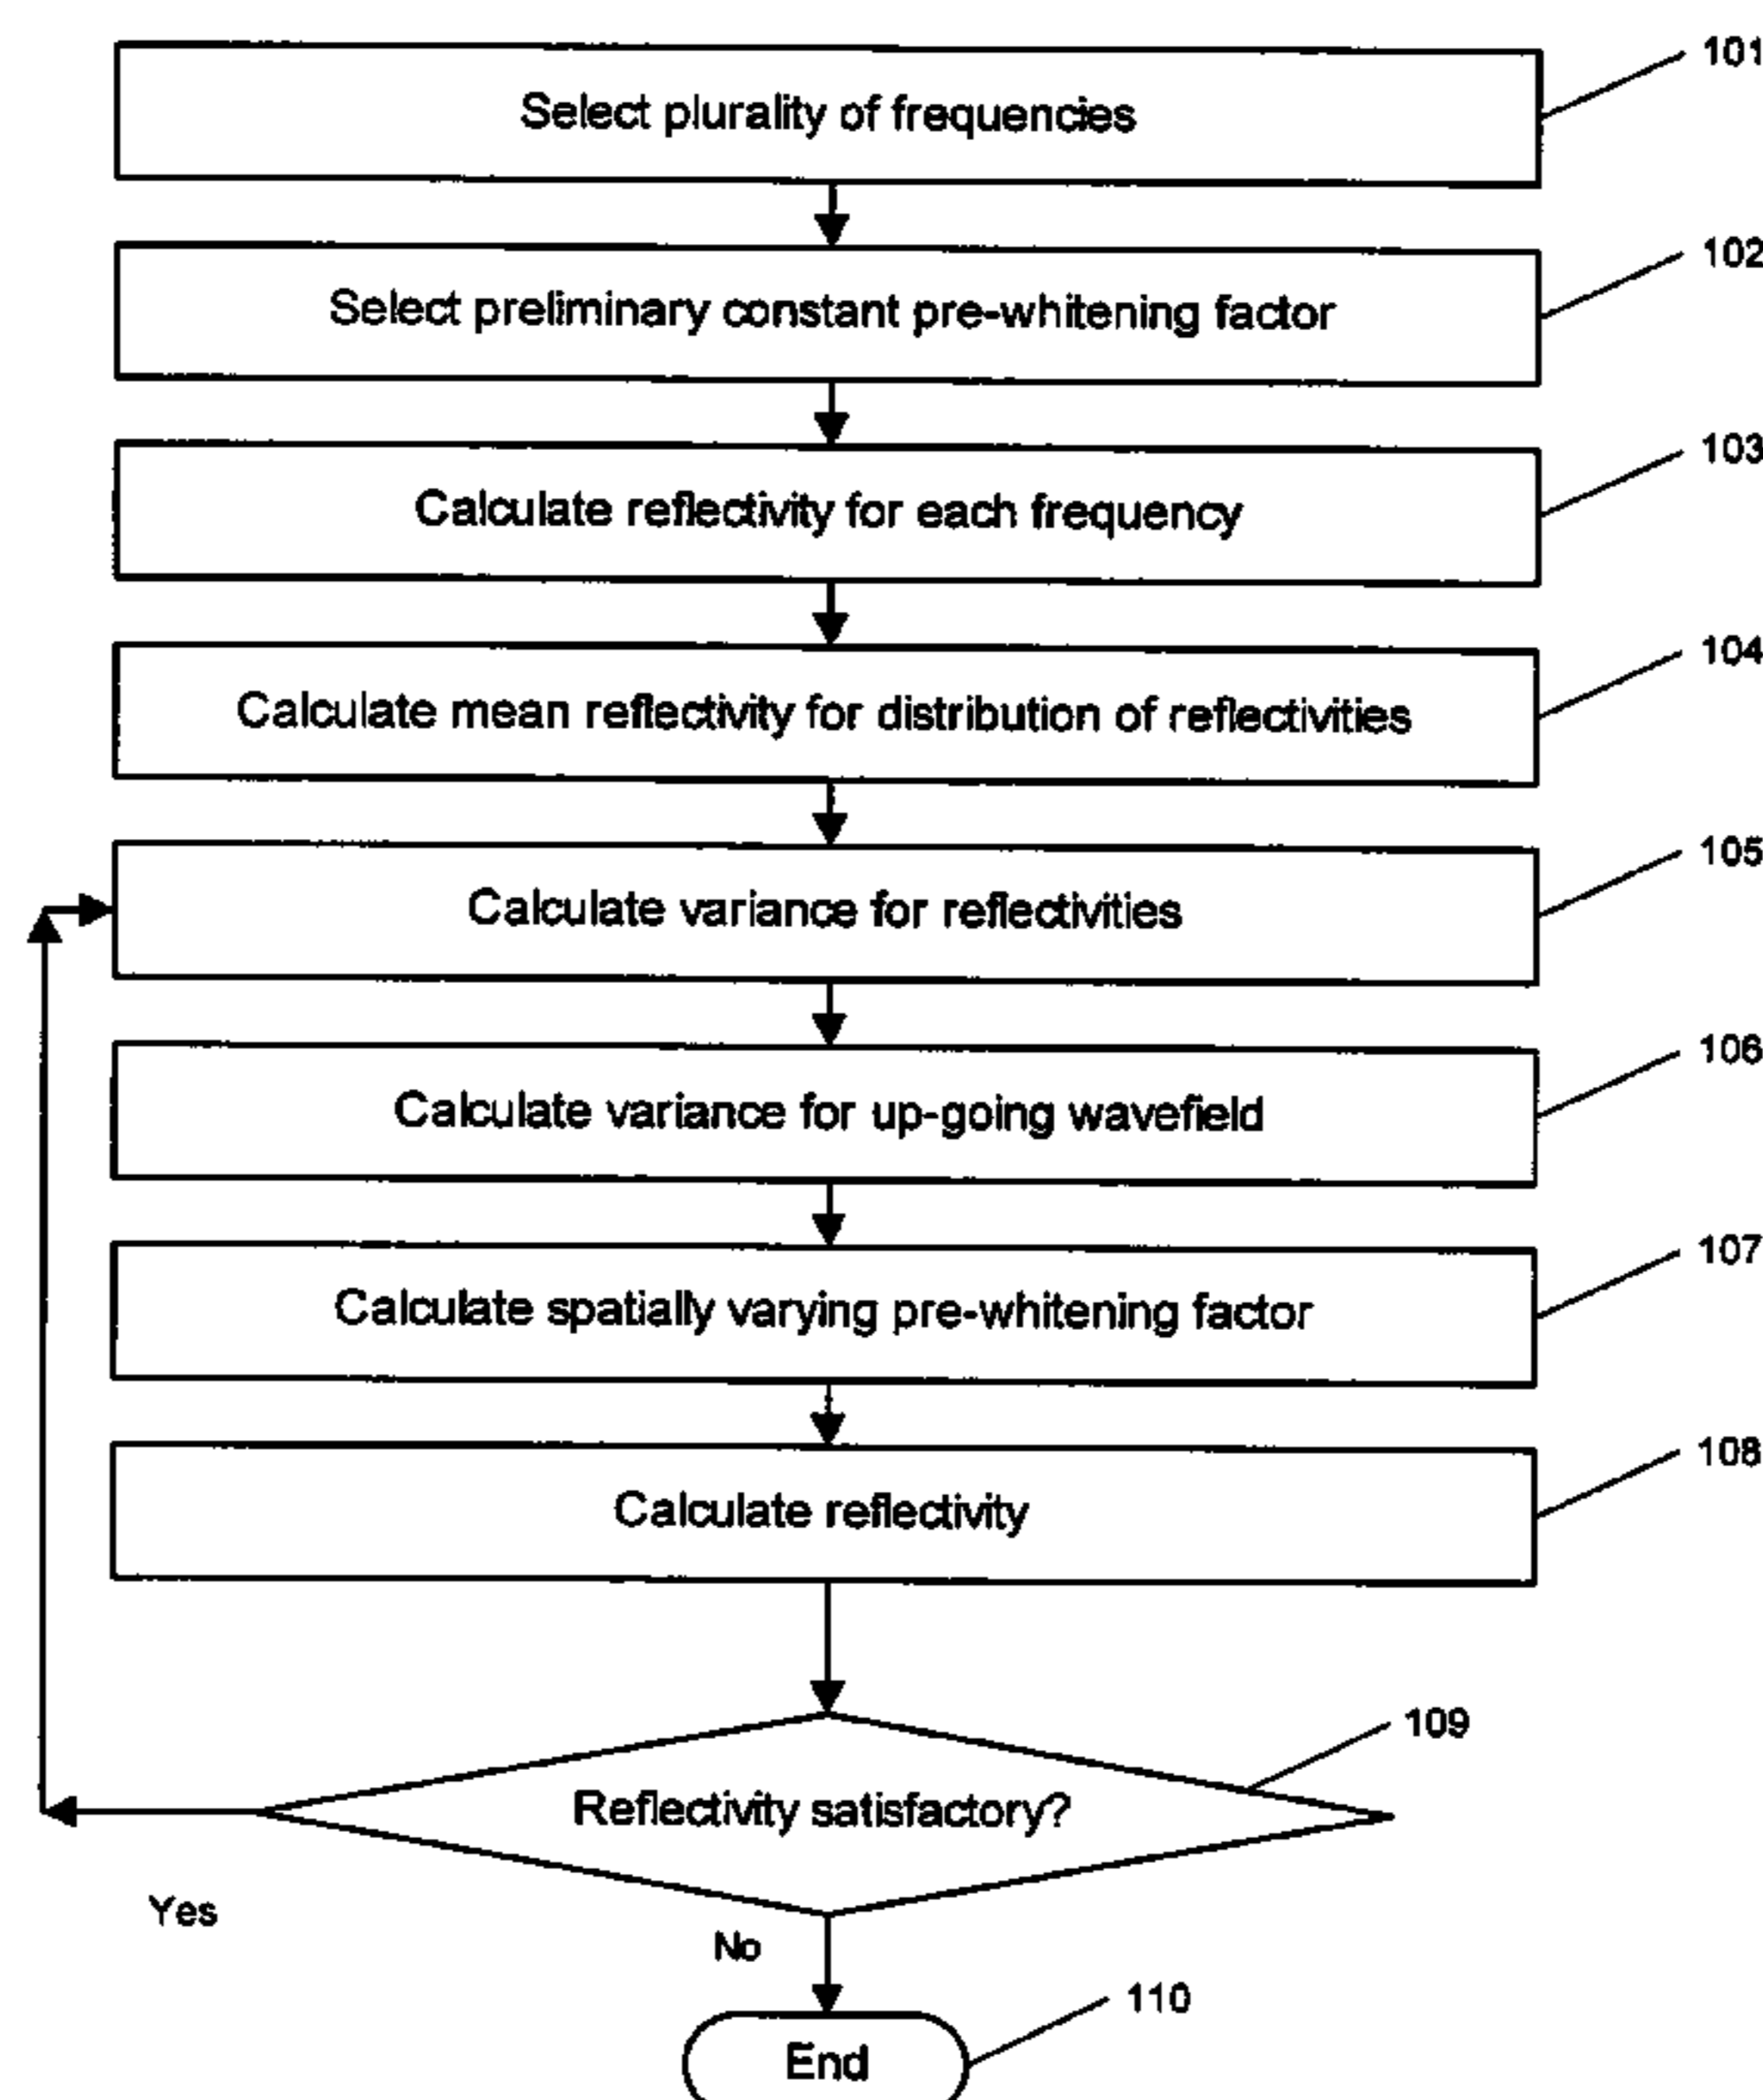 Select plurality of frequencies
101
Select preliminary constant pre-whitening factor
102
Calculate reflectivity for each frequency
103
Calculate mean reflectivity for distribution of reflectivities
104
Calculate variance for reflectivities
105
Calculate variance for up-going wavefield
106
Calculate spatially varying pre-whitening factor
107
Calculate reflectivity
108
109
Reflectivity satisfactory?
Yes
No
110
End